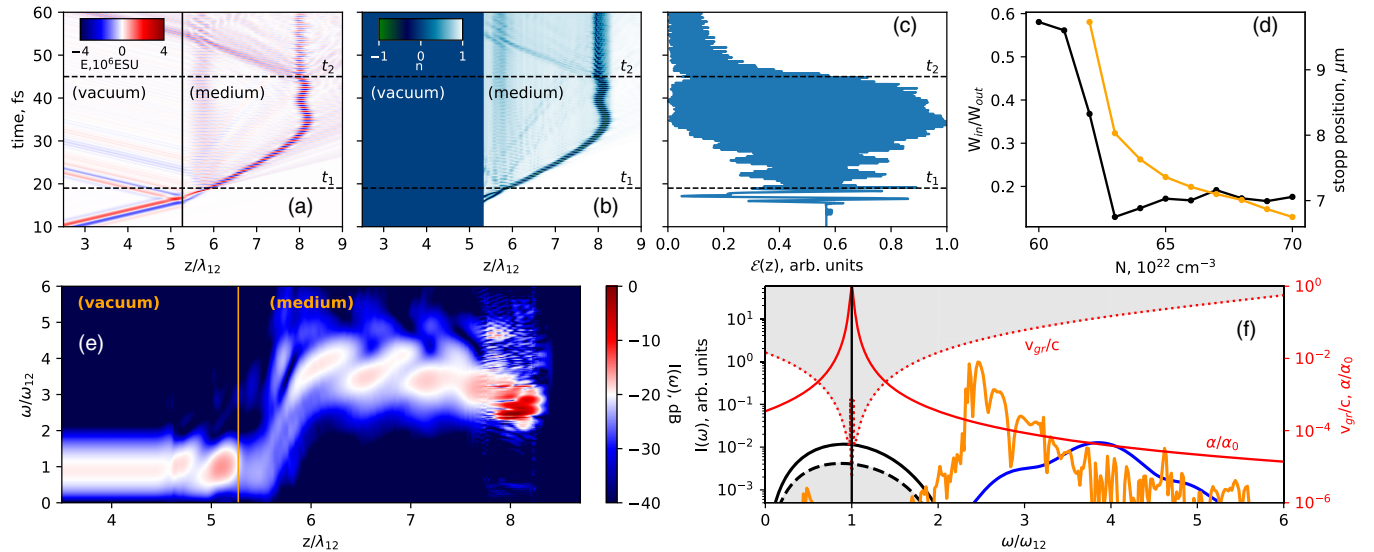 60
50
40
30
20
10
time, fs
−4 0 4
E,10⁶ESU
(vacuum)
(medium)
t₂
t₁
(a)
3 4 5 6 7 8 9
z/λ₁₂
−1 0 1
n
(vacuum)
(medium)
t₂
t₁
(b)
3 4 5 6 7 8 9
z/λ₁₂
(c)
t₂
t₁
0.0 0.2 0.4 0.6 0.8 1.0
ℰ(z), arb. units
(d)
0.6
0.5
0.4
0.3
0.2
W_in/W_out
9
8
7
stopp position, μm
60 65 70
N, 10²² cm⁻³
(vacuum)
(medium)
(e)
6
5
4
3
2
1
0
ω/ω₁₂
4 5 6 7 8
z/λ₁₂
0
−10
−20
−30
−40
I(ω), dB
(f)
10¹
10⁰
10⁻¹
10⁻²
10⁻³
I(ω), arb. units
v_gr/c
α/α₀
10⁰
10⁻²
10⁻⁴
10⁻⁶
v_gr/c, α/α₀
0 1 2 3 4 5 6
ω/ω₁₂